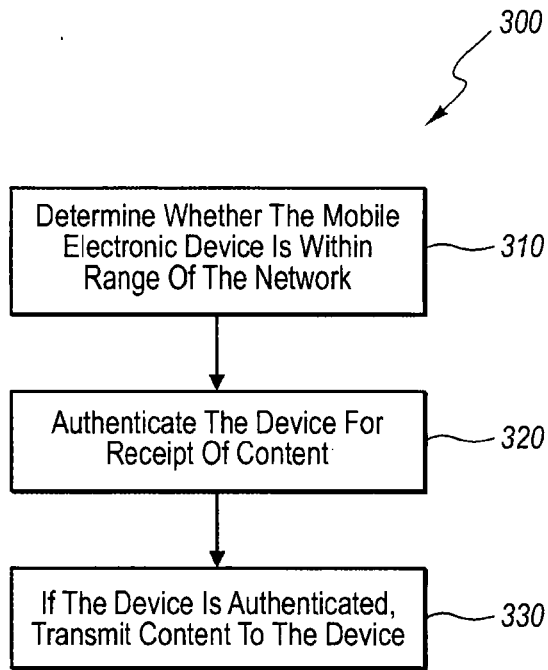 300
Determine Whether The Mobile
Electronic Device Is Within
Range Of The Network
310
Authenticate The Device For
Receipt Of Content
320
If The Device Is Authenticated,
Transmit Content To The Device
330